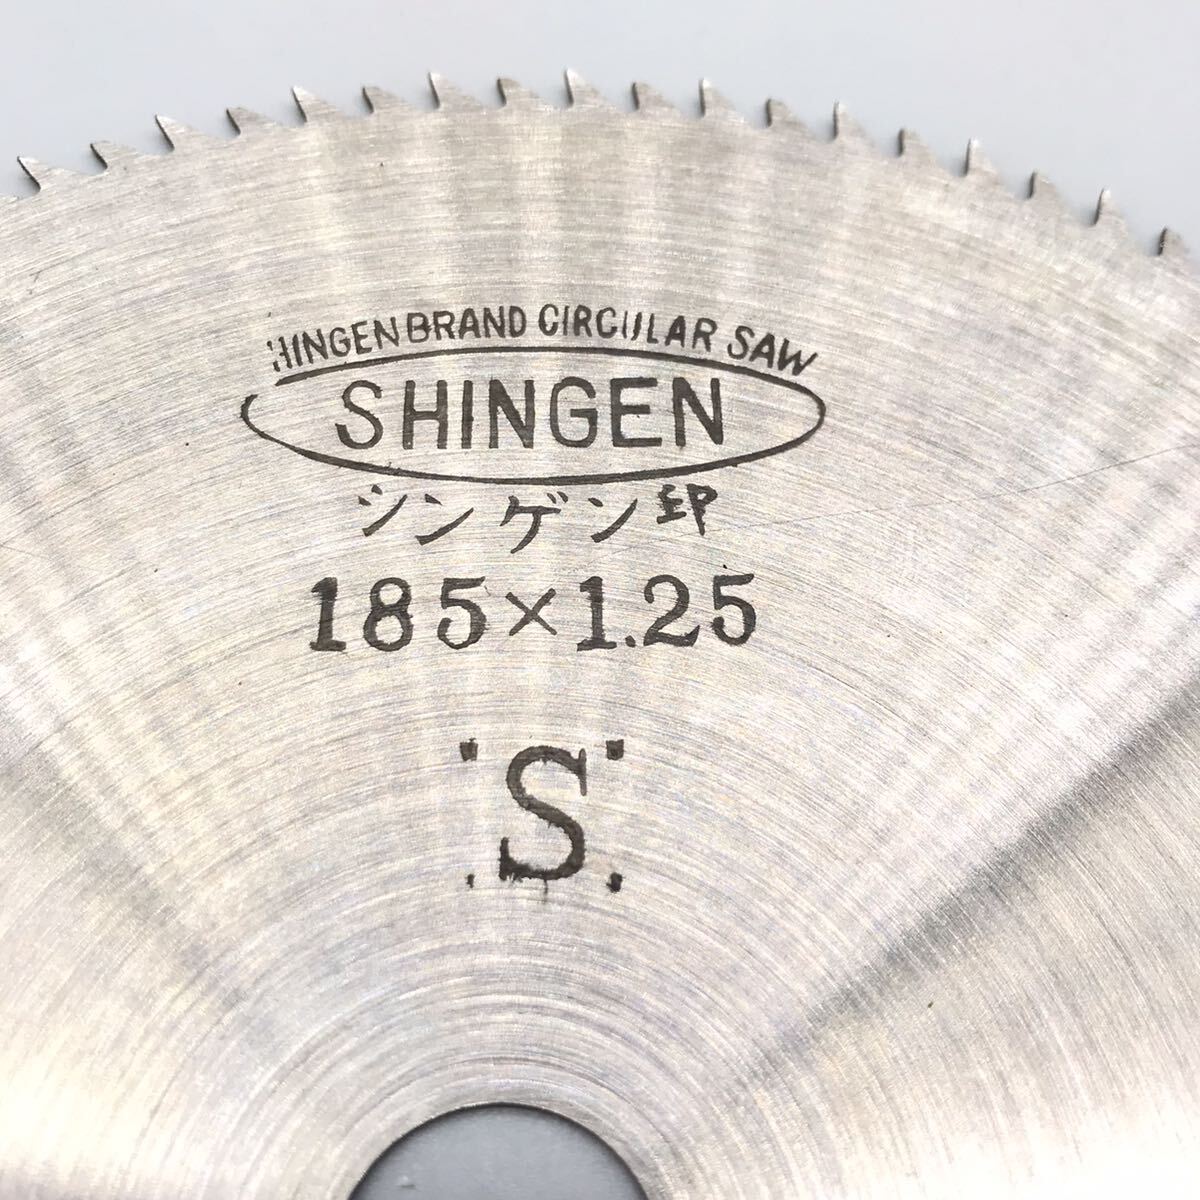 HINGEN BRAND CIRCULAR SAW
SHINGEN
シンゲン印
185×1.25
"S"